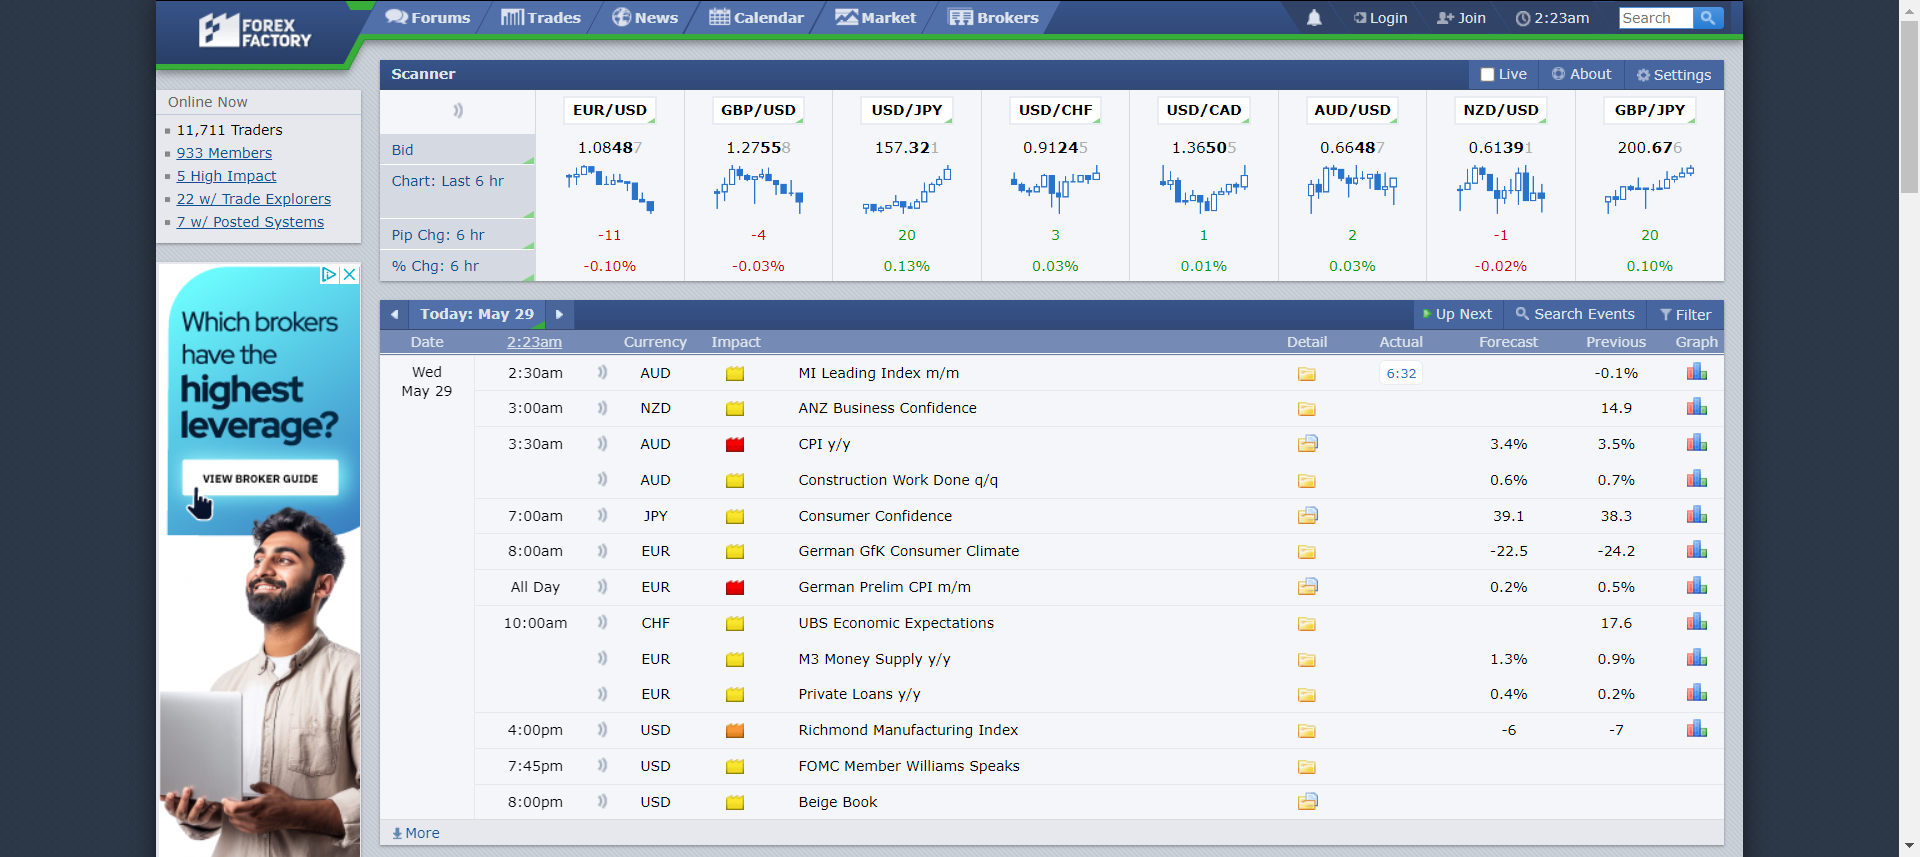 FOREX
FACTORY
Forums
Trades
News
Calendar
Market
Brokers
Login
Join
2:23am
Search
Online Now
11,711 Traders
933 Members
5 High Impact
22 w/ Trade Explorers
7 w/ Posted Systems
Which brokers
have the
highest
leverage?
VIEW BROKER GUIDE
Scanner Live About Settings
EUR/USD GBP/USD USD/JPY USD/CHF USD/CAD AUD/USD NZD/USD GBP/JPY
Bid 1.08487 1.27558 157.321 0.91245 1.36505 0.66487 0.61391 200.676
Chart: Last 6 hr
Pip Chg: 6 hr -11 -4 20 3 1 2 -1 20
% Chg: 6 hr -0.10% -0.03% 0.13% 0.03% 0.01% 0.03% -0.02% 0.10%
Today: May 29 Up Next Search Events Filter
Date 2:23am Currency Impact Detail Actual Forecast Previous Graph
Wed
May 29
2:30am AUD MI Leading Index m/m 6:32 -0.1%
3:00am NZD ANZ Business Confidence 14.9
3:30am AUD CPI y/y 3.4% 3.5%
AUD Construction Work Done q/q 0.6% 0.7%
7:00am JPY Consumer Confidence 39.1 38.3
8:00am EUR German GfK Consumer Climate -22.5 -24.2
All Day EUR German Prelim CPI m/m 0.2% 0.5%
10:00am CHF UBS Economic Expectations 17.6
EUR M3 Money Supply y/y 1.3% 0.9%
EUR Private Loans y/y 0.4% 0.2%
4:00pm USD Richmond Manufacturing Index -6 -7
7:45pm USD FOMC Member Williams Speaks
8:00pm USD Beige Book
More